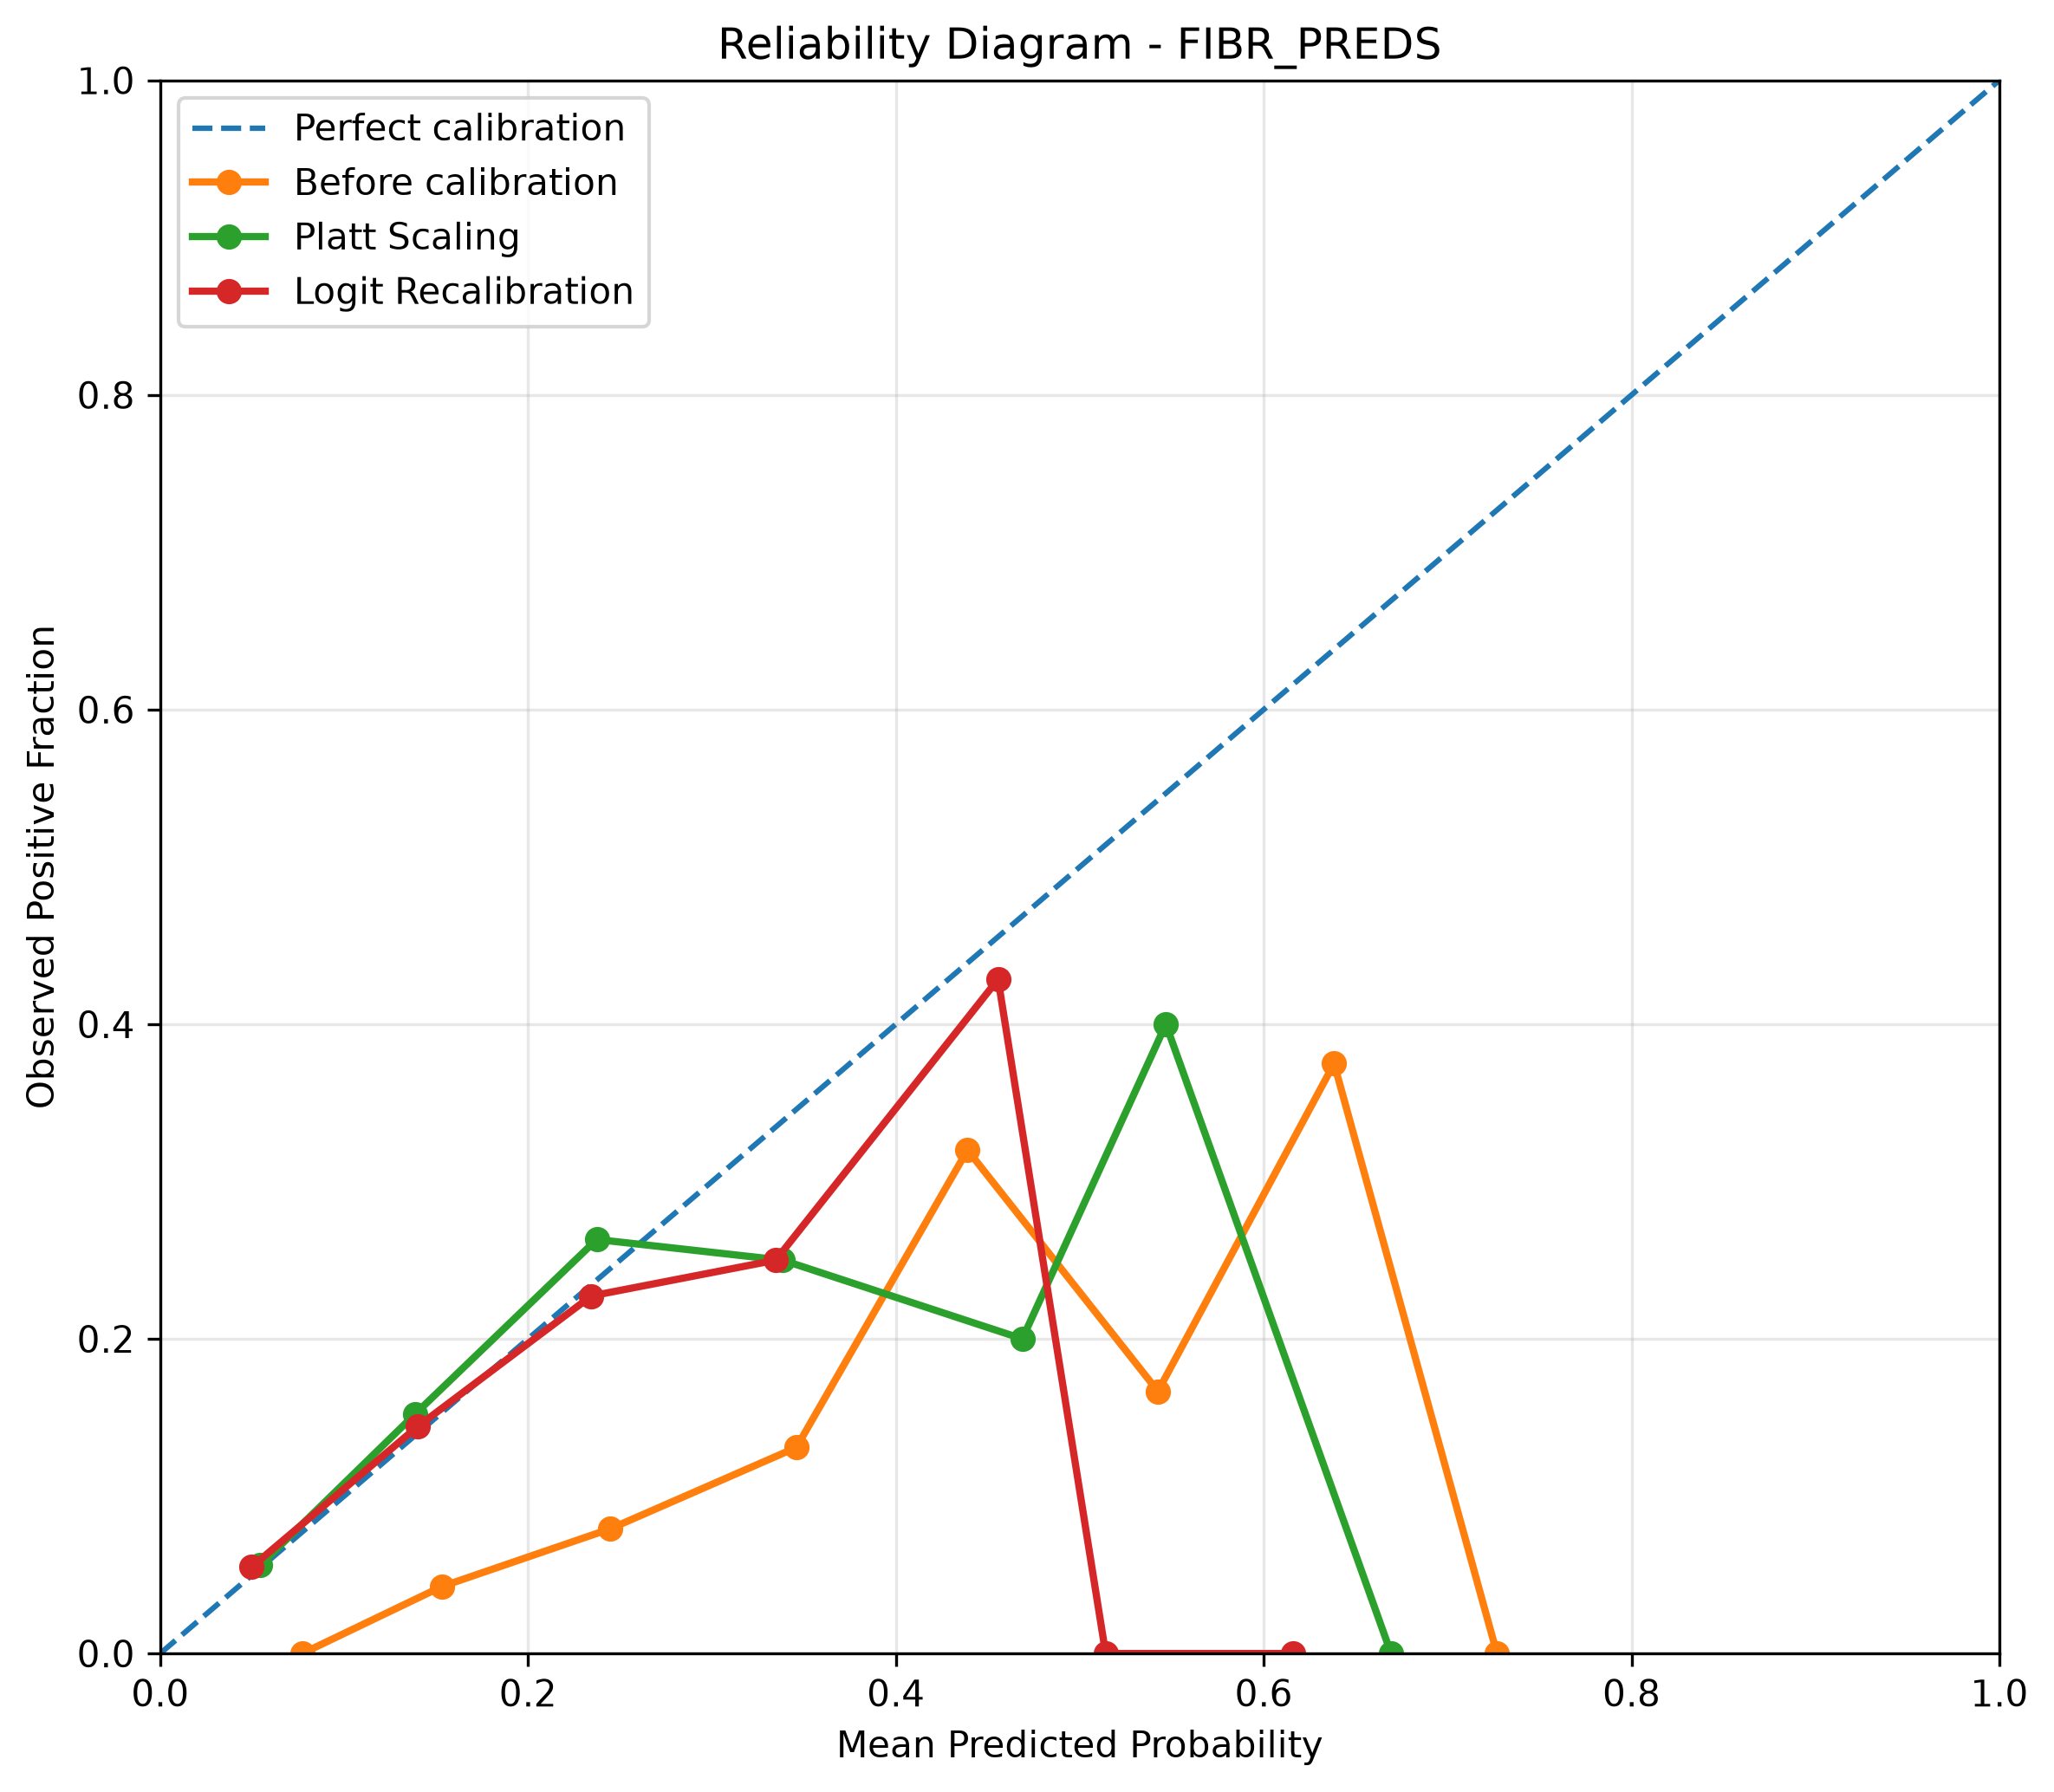 Reliability Diagram - FIBR_PREDS
1.0
0.8
0.6
0.4
0.2
0.0
Observed Positive Fraction
Perfect calibration
Before calibration
Platt Scaling
Logit Recalibration
0.0 0.2 0.4 0.6 0.8 1.0
Mean Predicted Probability